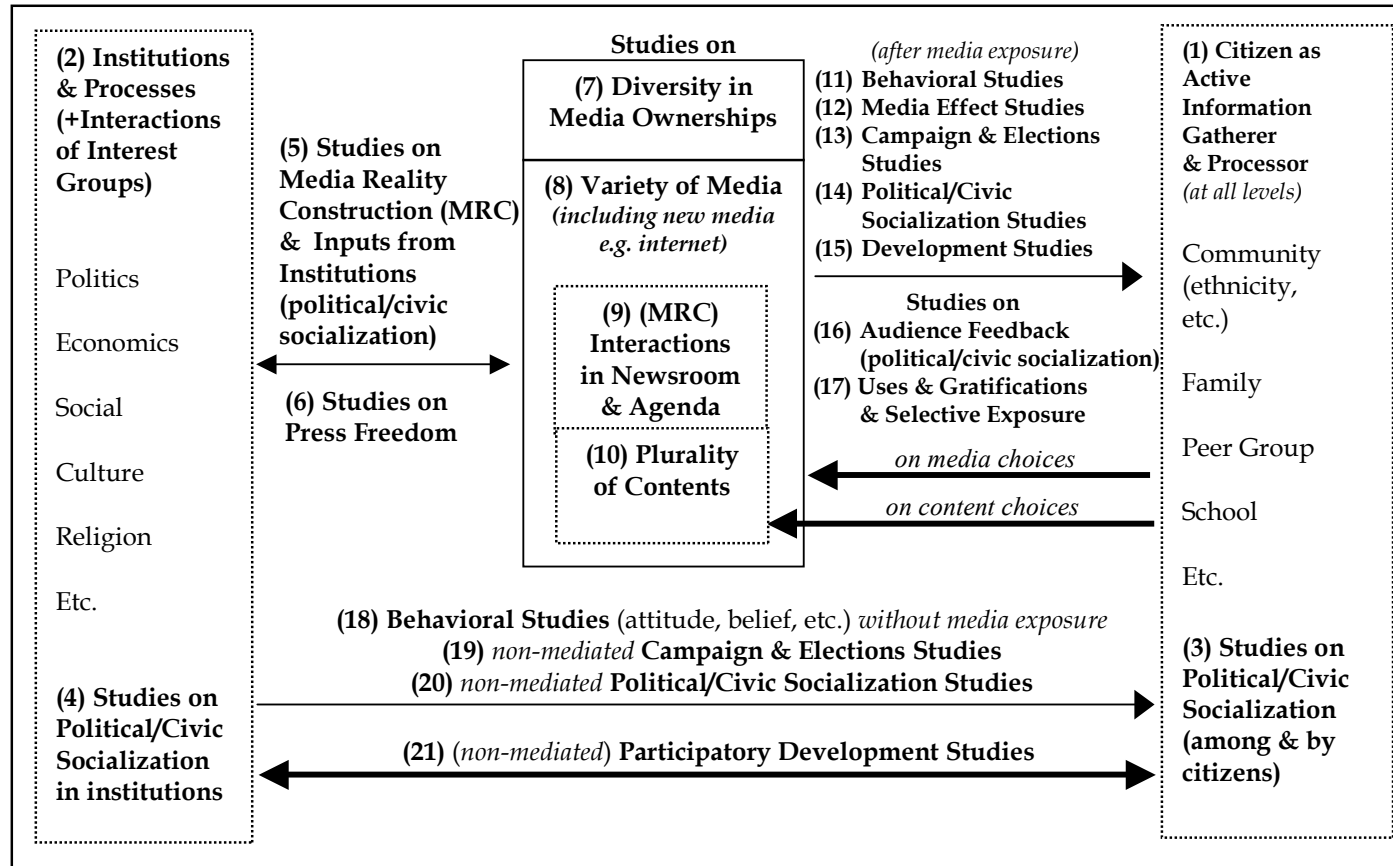 (2) Institutions
& Processes
(+Interactions
of Interest
Groups)
Politics
Economics
Social
Culture
Religion
Etc.
(4) Studies on
Political/Civic
Socialization
in institutions
(5) Studies on
Media Reality
Construction (MRC)
& Inputs from
Institutions
(political/civic
socialization)
(6) Studies on
Press Freedom
Studies on
(7) Diversity in
Media Ownerships
(8) Variety of Media
(including new media
e.g. internet)
(9) (MRC)
Interactions
in Newsroom
& Agenda
(10) Plurality
of Contents
(after media exposure)
(11) Behavioral Studies
(12) Media Effect Studies
(13) Campaign & Elections
Studies
(14) Political/Civic
Socialization Studies
(15) Development Studies
Studies on
(16) Audience Feedback
(political/civic socialization)
(17) Uses & Gratifications
& Selective Exposure
on media choices
on content choices
(1) Citizen as
Active
Information
Gatherer
& Processor
(at all levels)
Community
(ethnicity,
etc.)
Family
Peer Group
School
Etc.
(3) Studies on
Political/Civic
Socialization
(among & by
citizens)
(18) Behavioral Studies (attitude, belief, etc.) without media exposure
(19) non-mediated Campaign & Elections Studies
(20) non-mediated Political/Civic Socialization Studies
(21) (non-mediated) Participatory Development Studies